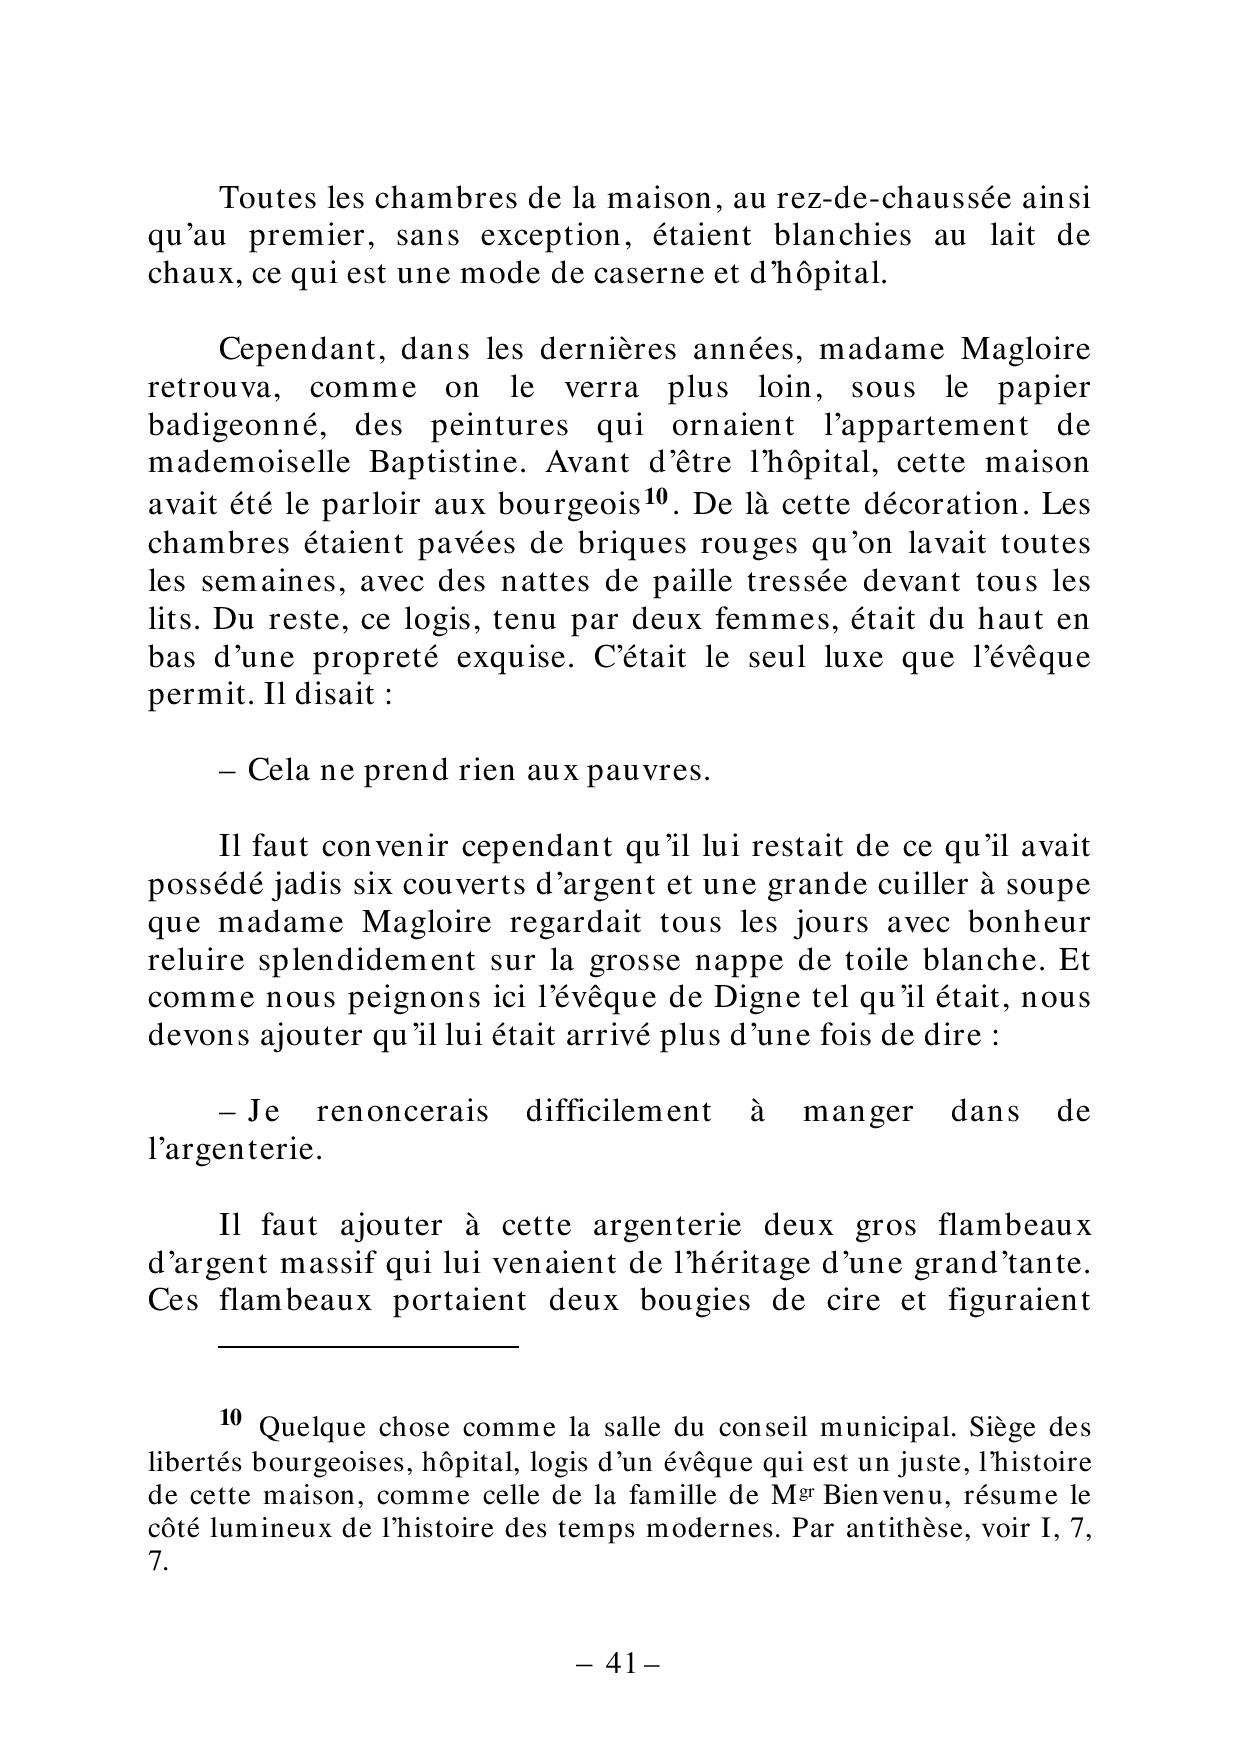 Toutes les chambres de la maison, au rez-de-chaussée ainsi
qu’au premier, sans exception, étaient blanchies au lait de
chaux, ce qui est une mode de caserne et d’hôpital.
Cependant, dans les dernières années, madame Magloire
retrouva, comme on le verra plus loin, sous le papier
badigeonné, des peintures qui ornaient l’appartement de
mademoiselle Baptistine. Avant d’être l’hôpital, cette maison
avait été le parloir aux bourgeois10. De là cette décoration. Les
chambres étaient pavées de briques rouges qu’on lavait toutes
les semaines, avec des nattes de paille tressée devant tous les
lits. Du reste, ce logis, tenu par deux femmes, était du haut en
bas d’une propreté exquise. C’était le seul luxe que l’évêque
permit. Il disait :
– Cela ne prend rien aux pauvres.
Il faut convenir cependant qu’il lui restait de ce qu’il avait
possédé jadis six couverts d’argent et une grande cuiller à soupe
que madame Magloire regardait tous les jours avec bonheur
reluire splendidement sur la grosse nappe de toile blanche. Et
comme nous peignons ici l’évêque de Digne tel qu’il était, nous
devons ajouter qu’il lui était arrivé plus d’une fois de dire :
– Je renoncerais difficilement à manger dans de
l’argenterie.
Il faut ajouter à cette argenterie deux gros flambeaux
d’argent massif qui lui venaient de l’héritage d’une grand’tante.
Ces flambeaux portaient deux bougies de cire et figuraient
10 Quelque chose comme la salle du conseil municipal. Siège des
libertés bourgeoises, hôpital, logis d’un évêque qui est un juste, l’histoire
de cette maison, comme celle de la famille de Mgr Bienvenu, résume le
côté lumineux de l’histoire des temps modernes. Par antithèse, voir I, 7,
7.
– 41 –